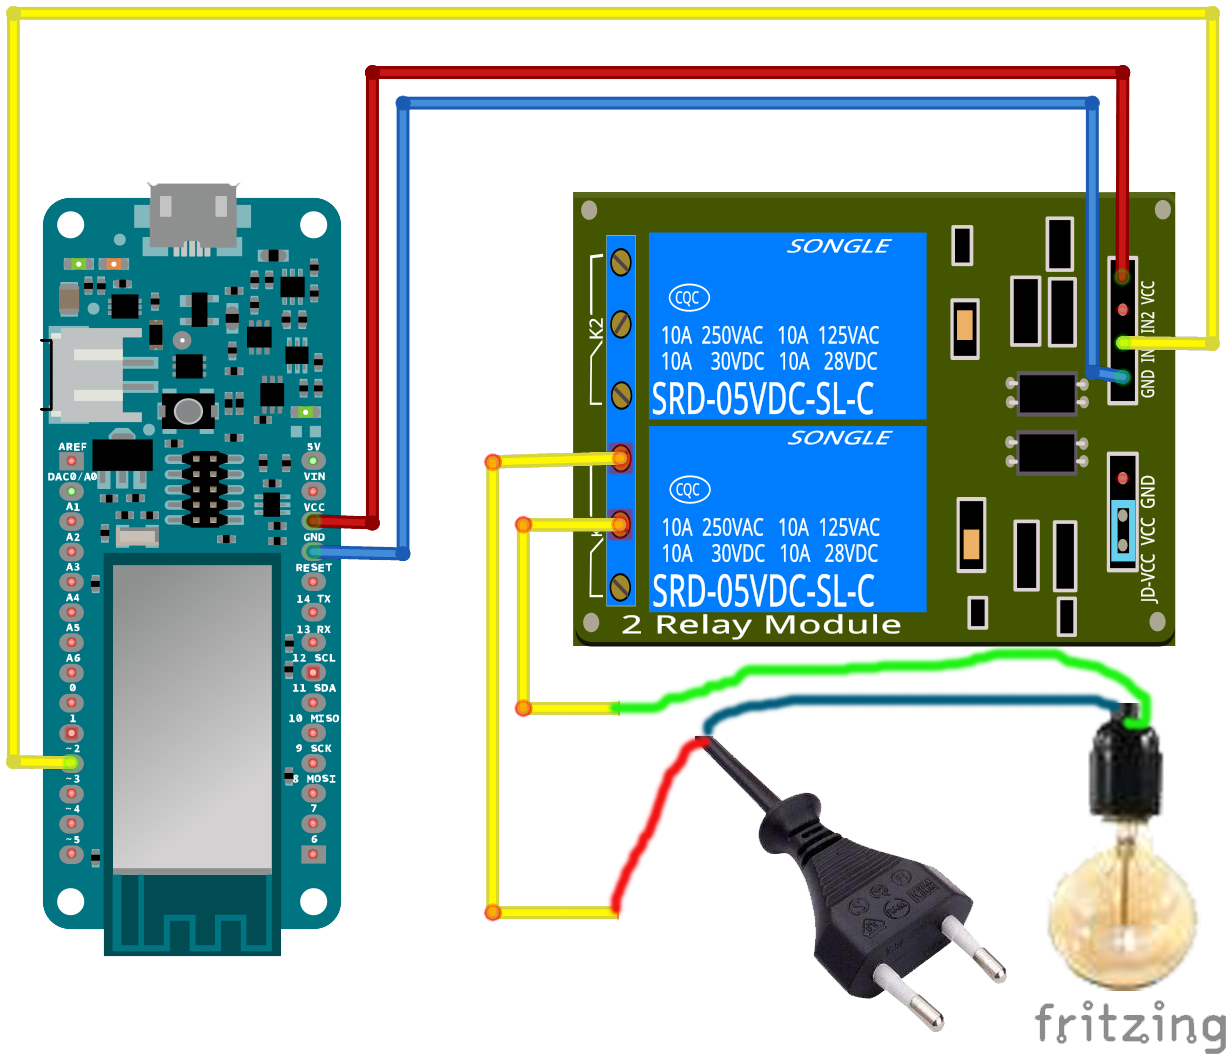 AREF
DAC0/A0
A1
A2
A3
A4
A5
A6
0
1
~2
~3
~4
~5
5V
VIN
VCC
GND
RESET
14 TX
13 RX
12 SCL
11 SDA
10 MISO
9 SCK
8 MOSI
7
6
K2
SONGLE
CQC
10A 250VAC 10A 125VAC
10A 30VDC 10A 28VDC
SRD-05VDC-SL-C
SONGLE
CQC
10A 250VAC 10A 125VAC
10A 30VDC 10A 28VDC
SRD-05VDC-SL-C
2 Relay Module
GND IN1 IN2 VCC
JD-VCC VCC GND
fritzing